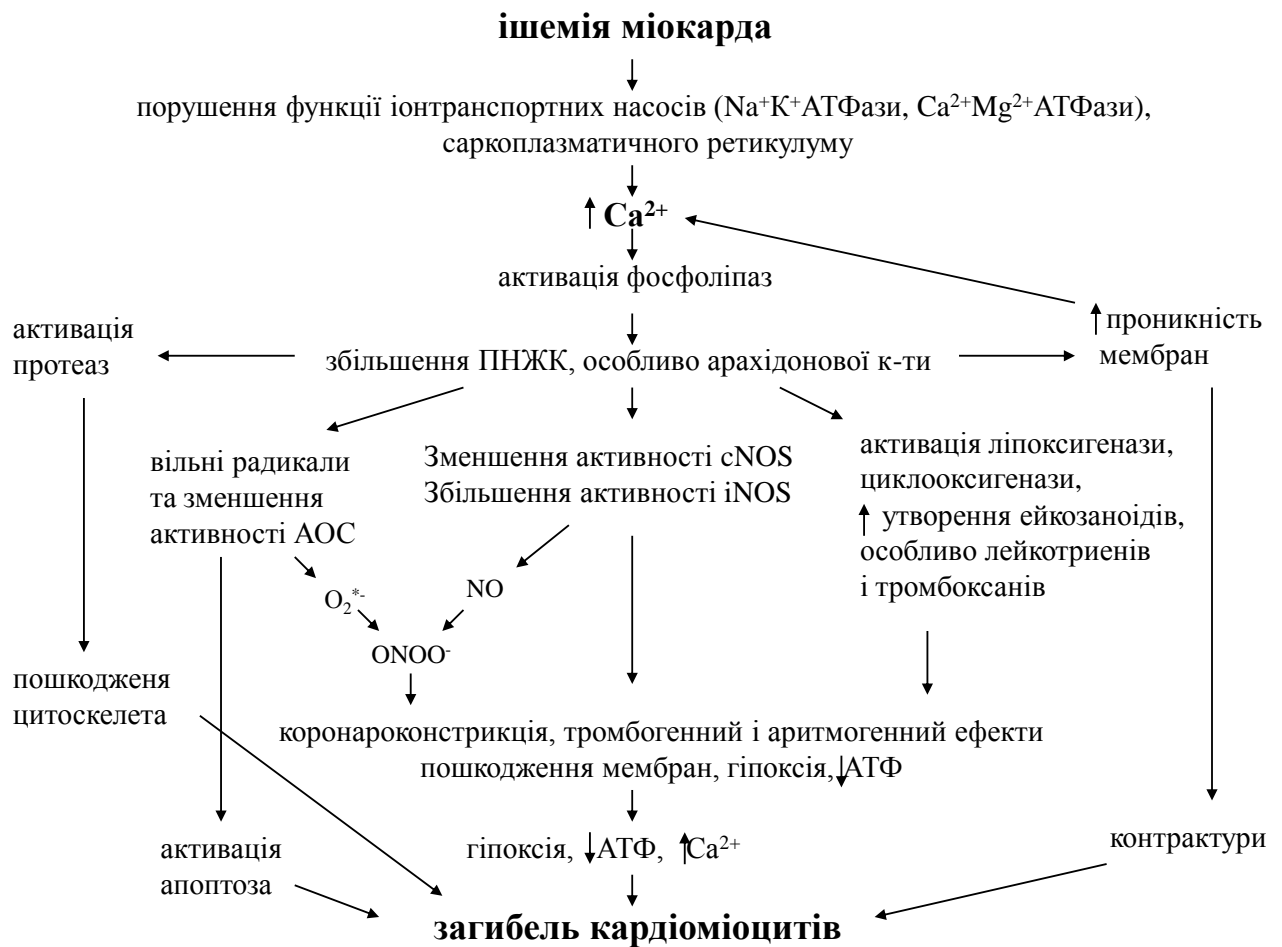 ішемія міокарда
порушення функції іонтранспортних насосів (Na⁺К⁺АТФази, Ca²⁺Mg²⁺АТФази),
саркоплазматичного ретикулуму
↑ Ca²⁺
активація фосфоліпаз
активація
протеаз
збільшення ПНЖК, особливо арахідонової к-ти
↑ проникність
мембран
вільні радикали
та зменшення
активності АОС
Зменшення активності cNOS
Збільшення активності iNOS
активація ліпоксигенази,
циклооксигенази,
↑ утворення ейкозаноідів,
особливо лейкотриенів
і тромбоксанів
O₂*-
NO
ONOO⁻
пошкодженя
цитоскелета
коронароконстрикція, тромбогенний і аритмогенний ефекти
пошкодження мембран, гіпоксія,↓АТФ
активація
апоптоза
гіпоксія, ↓АТФ, ↑Ca²⁺
контрактури
загибель кардіоміоцитів